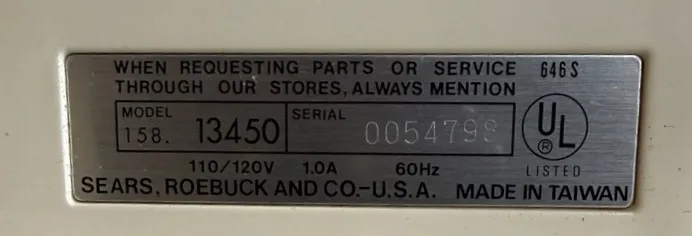 WHEN REQUESTING PARTS OR SERVICE 646S
THROUGH OUR STORES, ALWAYS MENTION
MODEL SERIAL
158. 13450 0054798
UL
®
110/120V 1.0A 60Hz LISTED
SEARS, ROEBUCK AND CO.-U.S.A. MADE IN TAIWAN